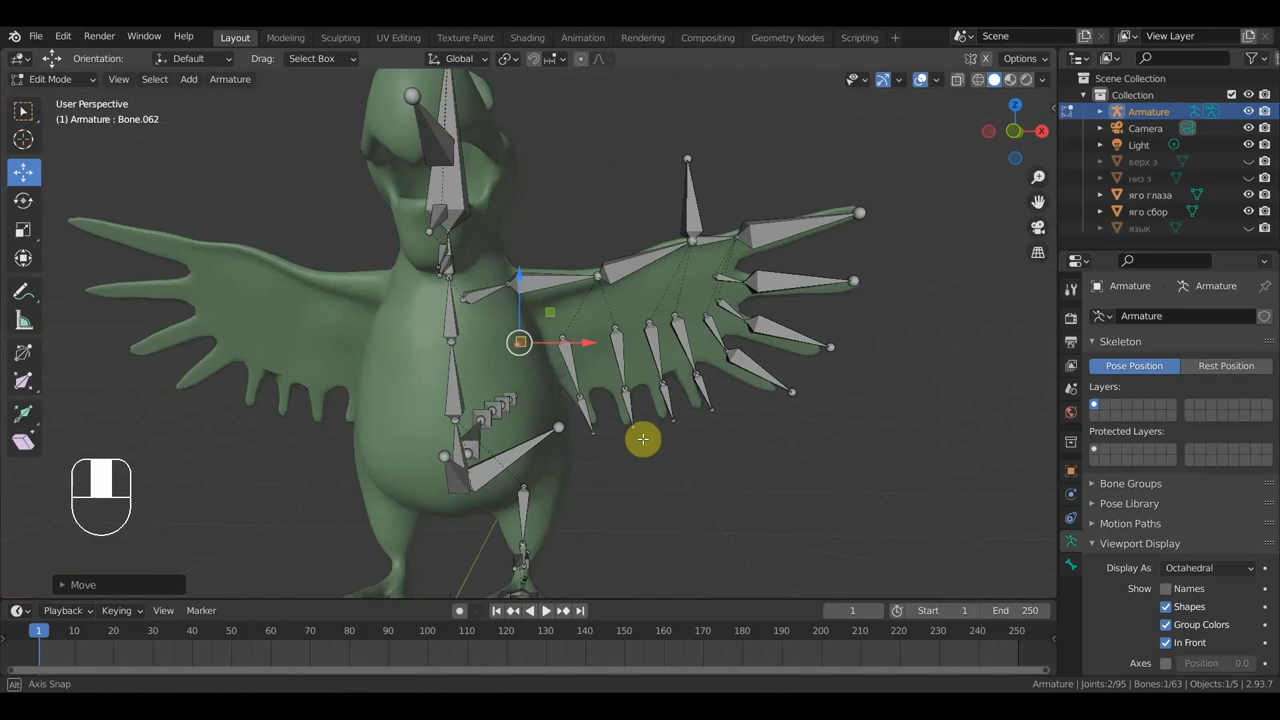 File Edit Render Window Help Layout Modeling Sculpting UV Editing Texture Paint Shading Animation Rendering Compositing Geometry Nodes Scripting + Scene View Layer
Orientation: Default Drag: Select Box Global Options
Edit Mode View Select Add Armature
User Perspective
(1) Armature : Bone.062
Z
X
Scene Collection
Collection
Armature
Camera
Light
верх з
низ з
яго глаза
яго сбор
язык
Armature Armature
Armature
Skeleton
Pose Position Rest Position
Layers:
Protected Layers:
Bone Groups
Pose Library
Motion Paths
Viewport Display
Display As Octahedral
Show Names
Shapes
Group Colors
In Front
Axes Position 0.0
Move
Playback Keying View Marker 1 Start 1 End 250
1 10 20 30 40 50 60 70 80 90 100 110 120 130 140 150 160 170 180 190 200 210 220 230 240 250
Alt Axis Snap Armature | Joints:2/95 | Bones:1/63 | Objects:1/5 | 2.93.7